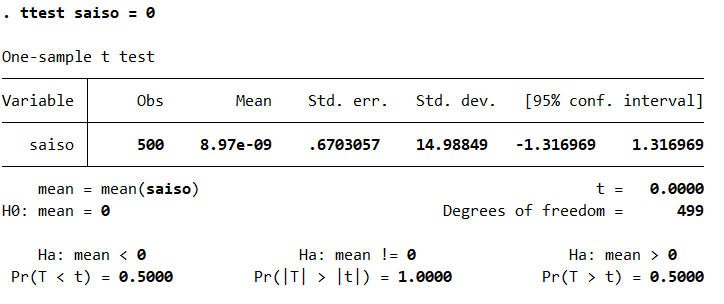 . ttest saiso = 0
One-sample t test
Variable Obs Mean Std. err. Std. dev. [95% conf. interval]
saiso 500 8.97e-09 .6703057 14.98849 -1.316969 1.316969
mean = mean(saiso) t = 0.0000
H0: mean = 0 Degrees of freedom = 499
Ha: mean < 0 Ha: mean != 0 Ha: mean > 0
Pr(T < t) = 0.5000 Pr(|T| > |t|) = 1.0000 Pr(T > t) = 0.5000